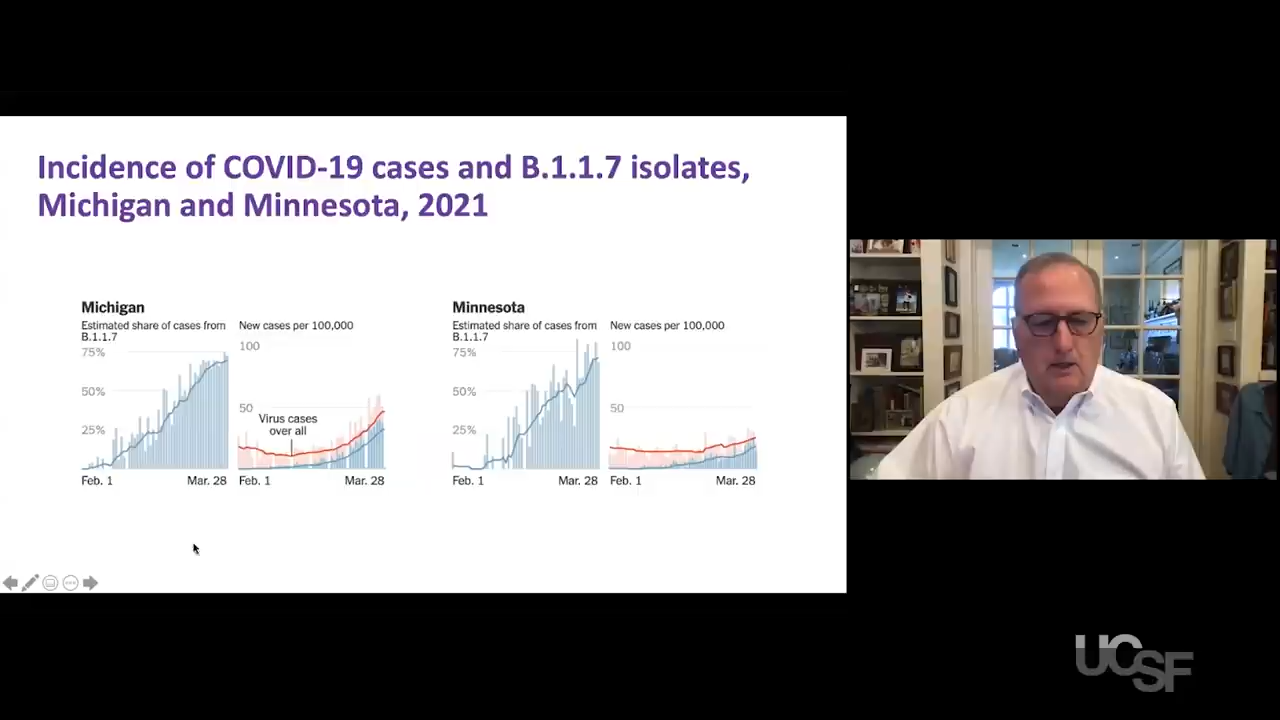 Incidence of COVID-19 cases and B.1.1.7 isolates,
Michigan and Minnesota, 2021
Michigan
Estimated share of cases from
B.1.1.7
75%
50%
25%
Feb. 1
Mar. 28
New cases per 100,000
100
50
Virus cases
over all
Feb. 1
Mar. 28
Minnesota
Estimated share of cases from
B.1.1.7
75%
50%
25%
Feb. 1
Mar. 28
New cases per 100,000
100
50
Feb. 1
Mar. 28
UCSF